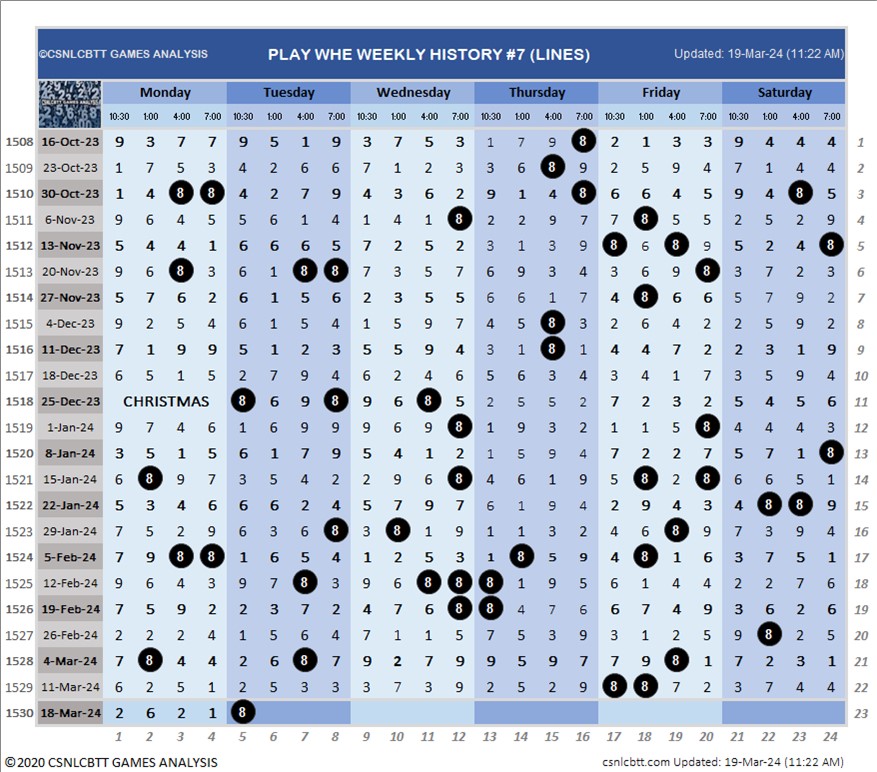 ©CSNLCBTT GAMES ANALYSIS PLAY WHE WEEKLY HISTORY #7 (LINES) Updated: 19-Mar-24 (11:22 AM)
CSNLCBTT GAMES ANALYSIS
Monday Tuesday Wednesday Thursday Friday Saturday
10:30 1:00 4:00 7:00 10:30 1:00 4:00 7:00 10:30 1:00 4:00 7:00 10:30 1:00 4:00 7:00 10:30 1:00 4:00 7:00 10:30 1:00 4:00 7:00
1508 16-Oct-23 9 3 7 7 9 5 1 9 3 7 5 3 1 7 9 8 2 1 3 3 9 4 4 4 1
1509 23-Oct-23 1 7 5 3 4 2 6 6 7 1 2 3 3 6 8 9 2 5 9 4 7 1 4 4 2
1510 30-Oct-23 1 4 8 8 4 2 7 9 4 3 6 2 9 1 4 8 6 6 4 5 9 4 8 5 3
1511 6-Nov-23 9 6 4 5 5 6 1 4 1 4 1 8 2 2 9 7 7 8 5 5 2 5 2 9 4
1512 13-Nov-23 5 4 4 1 6 6 6 5 7 2 5 2 3 1 3 9 8 6 8 9 5 2 4 8 5
1513 20-Nov-23 9 6 8 3 6 1 8 8 7 3 5 7 6 9 3 4 3 6 9 8 3 7 2 3 6
1514 27-Nov-23 5 7 6 2 6 1 5 6 2 3 5 5 6 6 1 7 4 8 6 6 5 7 9 2 7
1515 4-Dec-23 9 2 5 4 6 1 5 4 1 5 9 7 4 5 8 3 2 6 4 2 2 5 9 2 8
1516 11-Dec-23 7 1 9 9 5 1 2 3 5 5 9 4 3 1 8 1 4 4 7 2 2 3 1 9 9
1517 18-Dec-23 6 5 1 5 2 7 9 4 6 2 4 6 5 6 3 4 3 4 1 7 3 5 9 4 10
1518 25-Dec-23 CHRISTMAS 8 6 9 8 9 6 8 5 2 5 5 2 7 2 3 2 5 4 5 6 11
1519 1-Jan-24 9 7 4 6 1 6 9 9 9 6 9 8 1 9 3 2 1 1 5 8 4 4 4 3 12
1520 8-Jan-24 3 5 1 5 6 1 7 9 5 4 1 2 1 5 9 4 7 2 2 7 5 7 1 8 13
1521 15-Jan-24 6 8 9 7 3 5 4 2 2 9 6 8 4 6 1 9 5 8 2 8 6 6 5 1 14
1522 22-Jan-24 5 3 4 6 6 6 2 4 5 7 9 7 6 1 9 4 2 9 4 3 4 8 8 9 15
1523 29-Jan-24 7 5 2 9 6 3 6 8 3 8 1 9 1 1 3 2 4 6 8 9 7 3 9 4 16
1524 5-Feb-24 7 9 8 8 1 6 5 4 1 2 5 3 1 8 5 9 4 8 1 6 3 7 5 1 17
1525 12-Feb-24 9 6 4 3 9 7 8 3 9 6 8 8 8 1 9 5 6 1 4 4 2 2 7 6 18
1526 19-Feb-24 7 5 9 2 2 3 7 2 4 7 6 8 8 4 7 6 6 7 4 9 3 6 2 6 19
1527 26-Feb-24 2 2 2 4 1 5 6 4 7 1 1 5 7 5 3 9 3 1 2 5 9 8 2 5 20
1528 4-Mar-24 7 8 4 4 2 6 8 7 9 2 7 9 9 5 9 7 7 9 8 1 7 2 3 1 21
1529 11-Mar-24 6 2 5 1 2 5 3 3 3 7 3 9 2 5 2 9 8 8 7 2 3 7 4 4 22
1530 18-Mar-24 2 6 2 1 8 23
1 2 3 4 5 6 7 8 9 10 11 12 13 14 15 16 17 18 19 20 21 22 23 24
©2020 CSNLCBTT GAMES ANALYSIS csnlcbtt.com Updated: 19-Mar-24 (11:22 AM)